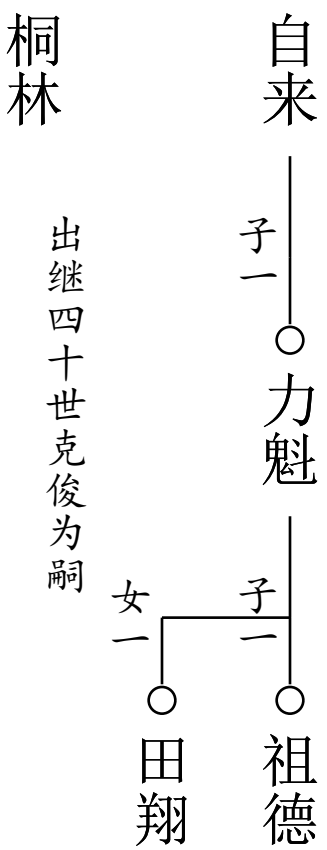 自来
子一
力魁
子一
祖德
女一
田翔
桐林
出继四十世克俊为嗣